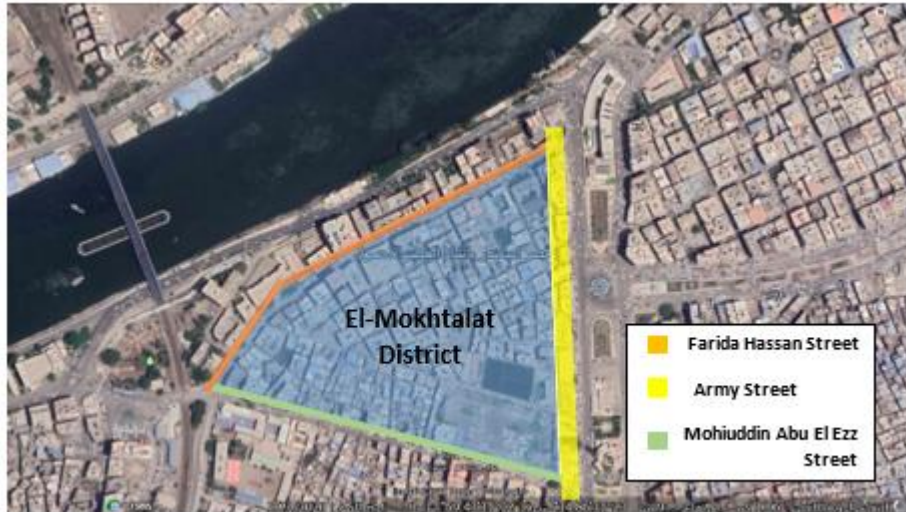 El-Mokhtalat
District
Farida Hassan Street
Army Street
Mohiuddin Abu El Ezz
Street